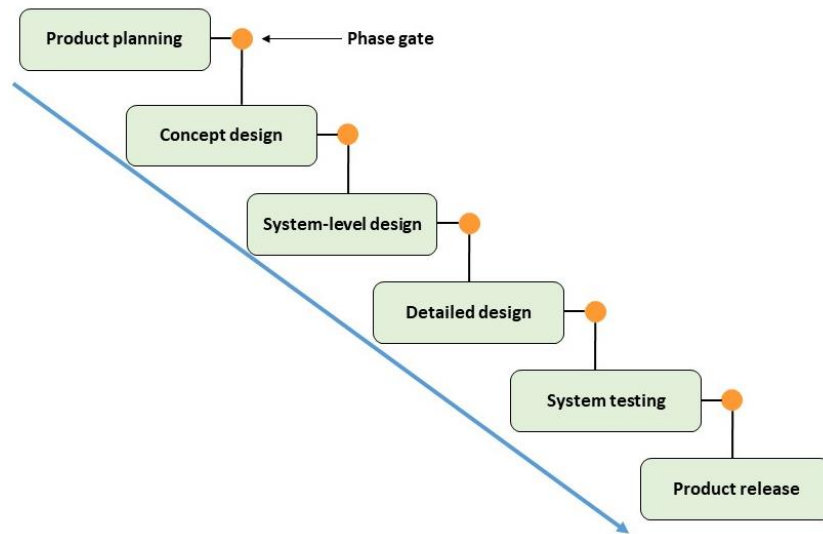 Product planning
Phase gate
Concept design
System-level design
Detailed design
System testing
Product release